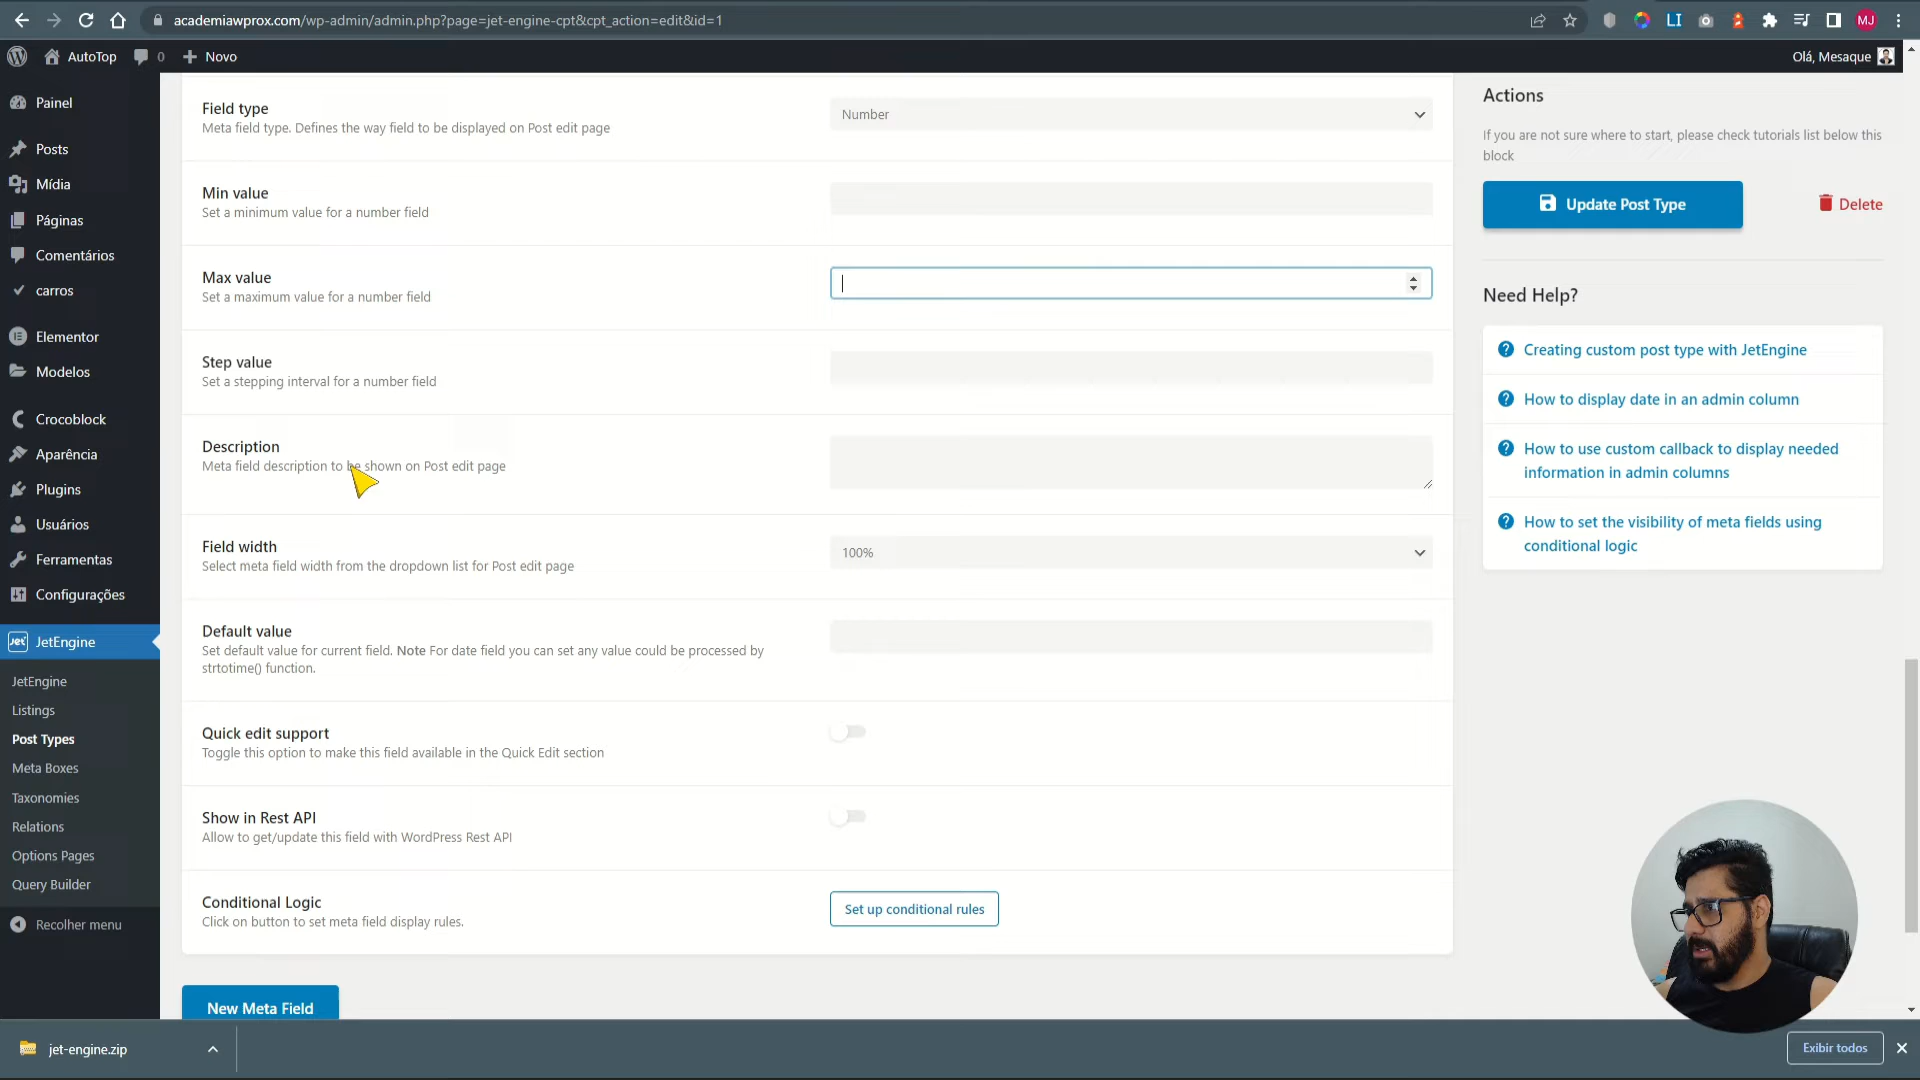 academiawprox.com/wp-admin/admin.php?page=jet-engine-cpt&cpt_action=edit&id=1
LI
MJ
AutoTop
0
Novo
Olá, Mesaque
Painel
Posts
Mídia
Páginas
Comentários
carros
Elementor
Modelos
Crocoblock
Aparência
Plugins
Usuários
Ferramentas
Configurações
Jet
JetEngine
JetEngine
Listings
Post Types
Meta Boxes
Taxonomies
Relations
Options Pages
Query Builder
Recolher menu
Field type
Meta field type. Defines the way field to be displayed on Post edit page
Number
Min value
Set a minimum value for a number field
Max value
Set a maximum value for a number field
Step value
Set a stepping interval for a number field
Description
Meta field description to be shown on Post edit page
Field width
Select meta field width from the dropdown list for Post edit page
100%
Default value
Set default value for current field. Note For date field you can set any value could be processed by
strtotime() function.
Quick edit support
Toggle this option to make this field available in the Quick Edit section
Show in Rest API
Allow to get/update this field with WordPress Rest API
Conditional Logic
Click on button to set meta field display rules.
Set up conditional rules
New Meta Field
Actions
If you are not sure where to start, please check tutorials list below this
block
Update Post Type
Delete
Need Help?
Creating custom post type with JetEngine
How to display date in an admin column
How to use custom callback to display needed
information in admin columns
How to set the visibility of meta fields using
conditional logic
jet-engine.zip
Exibir todos